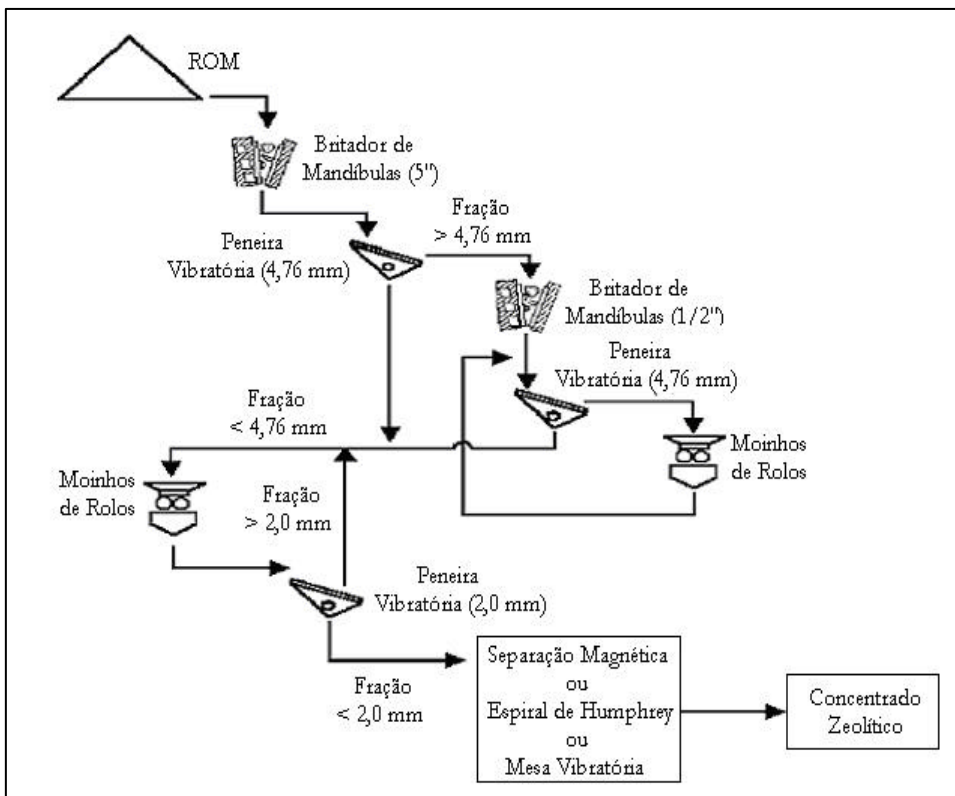 ROM
Britador de
Mandíbulas (5")
Fração
> 4,76 mm
Peneira
Vibratória (4,76 mm)
Britador de
Mandíbulas (1/2")
Peneira
Vibratória (4,76 mm)
Fração
< 4,76 mm
Moinhos
de Rolos
Moinhos
de Rolos
Fração
> 2,0 mm
Peneira
Vibratória (2,0 mm)
Fração
< 2,0 mm
Separação Magnética
ou
Espiral de Humphrey
ou
Mesa Vibratória
Concentrado
Zeolítico